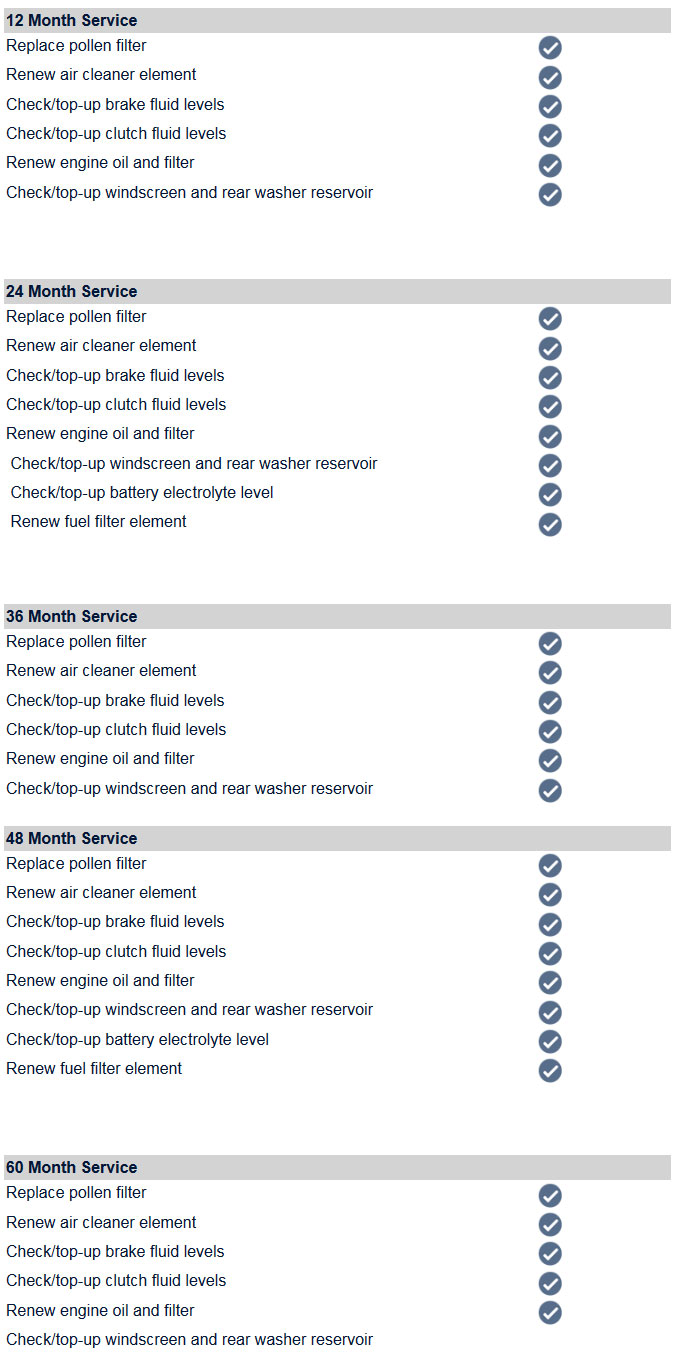 12 Month Service
Replace pollen filter
Renew air cleaner element
Check/top-up brake fluid levels
Check/top-up clutch fluid levels
Renew engine oil and filter
Check/top-up windscreen and rear washer reservoir
24 Month Service
Replace pollen filter
Renew air cleaner element
Check/top-up brake fluid levels
Check/top-up clutch fluid levels
Renew engine oil and filter
Check/top-up windscreen and rear washer reservoir
Check/top-up battery electrolyte level
Renew fuel filter element
36 Month Service
Replace pollen filter
Renew air cleaner element
Check/top-up brake fluid levels
Check/top-up clutch fluid levels
Renew engine oil and filter
Check/top-up windscreen and rear washer reservoir
48 Month Service
Replace pollen filter
Renew air cleaner element
Check/top-up brake fluid levels
Check/top-up clutch fluid levels
Renew engine oil and filter
Check/top-up windscreen and rear washer reservoir
Check/top-up battery electrolyte level
Renew fuel filter element
60 Month Service
Replace pollen filter
Renew air cleaner element
Check/top-up brake fluid levels
Check/top-up clutch fluid levels
Renew engine oil and filter
Check/top-up windscreen and rear washer reservoir